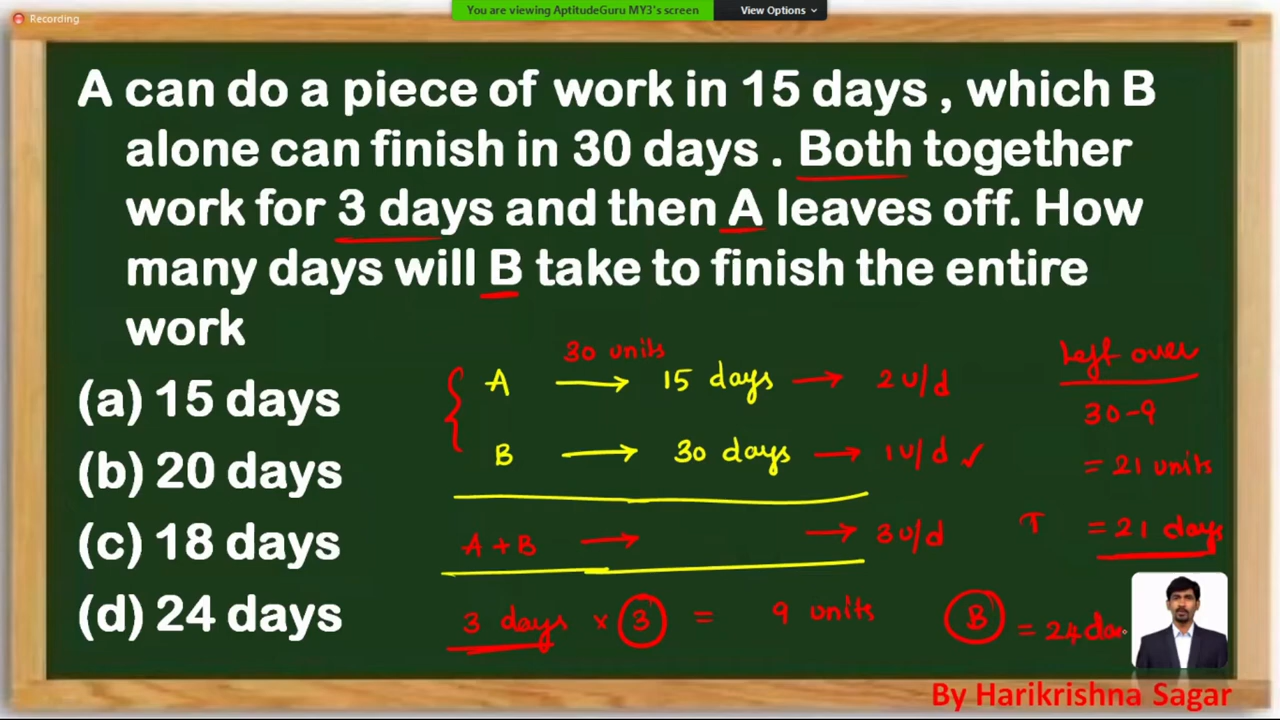 Recording
You are viewing AptitudeGuru MY3's screen
View Options
A can do a piece of work in 15 days , which B
alone can finish in 30 days . Both together
work for 3 days and then A leaves off. How
many days will B take to finish the entire
work
(a) 15 days
(b) 20 days
(c) 18 days
(d) 24 days
30 units
A → 15 days → 2 u/d
B → 30 days → 1 u/d ✓
A + B → → 3 u/d
3 days × 3 = 9 units
Left over
30-9
= 21 units
T = 21 days
B = 24 da
By Harikrishna Sagar